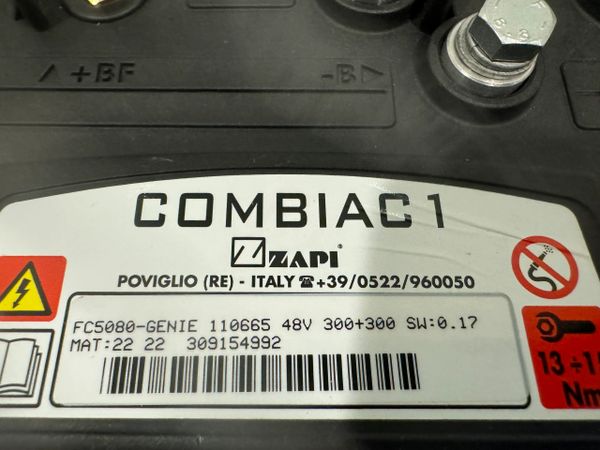 +BF -B
COMBIAC1
ZAPI®
POVIGLIO (RE) - ITALY ☎+39/0522/960050
FC5080-GENIE 110665 48V 300+300 SW:0.17
MAT:22 22 309154992
Nm